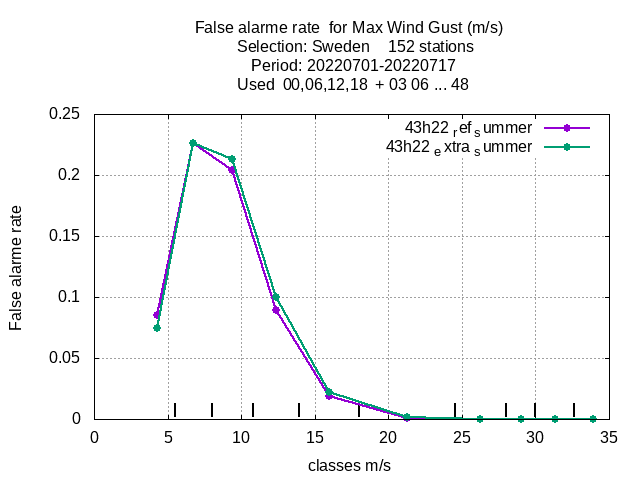 False alarme rate  for Max Wind Gust (m/s)
Selection: Sweden    152 stations
Period: 20220701-20220717
Used  00,06,12,18  + 03 06 ... 48
43h22 ref summer
43h22 extra summer
False alarme rate
0.25
0.2
0.15
0.1
0.05
0
0 5 10 15 20 25 30 35
classes m/s